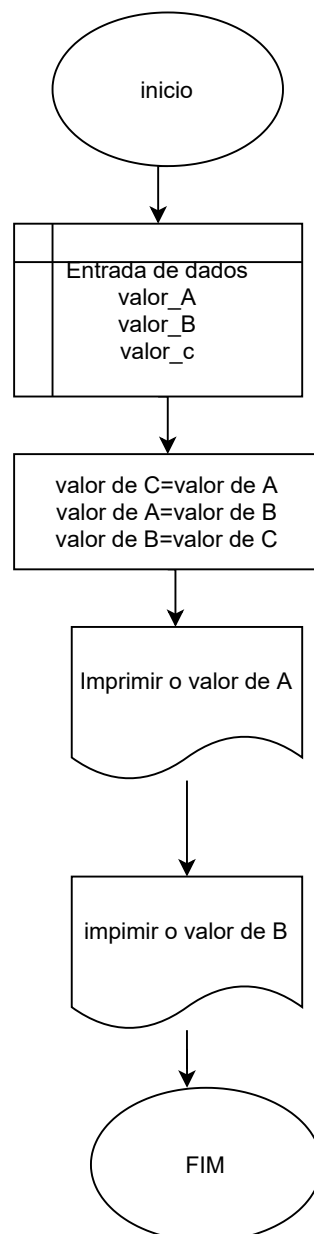 inicio
Entrada de dados
valor_A
valor_B
valor_c
valor de C=valor de A
valor de A=valor de B
valor de B=valor de C
Imprimir o valor de A
impimir o valor de B
FIM